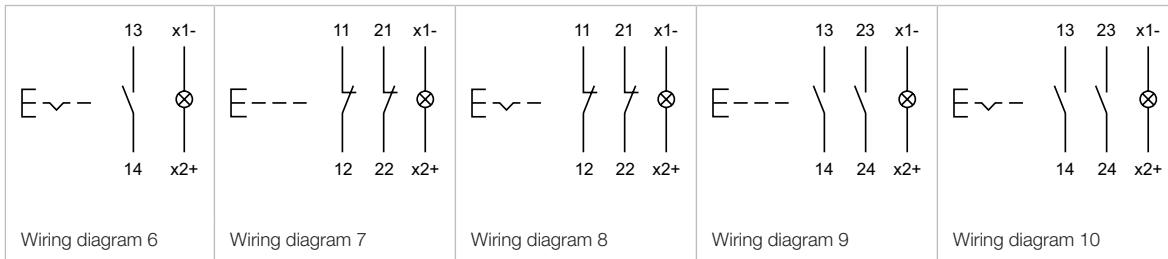 13 x1-
14 x2+
Wiring diagram 6
11 21 x1-
12 22 x2+
Wiring diagram 7
11 21 x1-
12 22 x2+
Wiring diagram 8
13 23 x1-
14 24 x2+
Wiring diagram 9
13 23 x1-
14 24 x2+
Wiring diagram 10